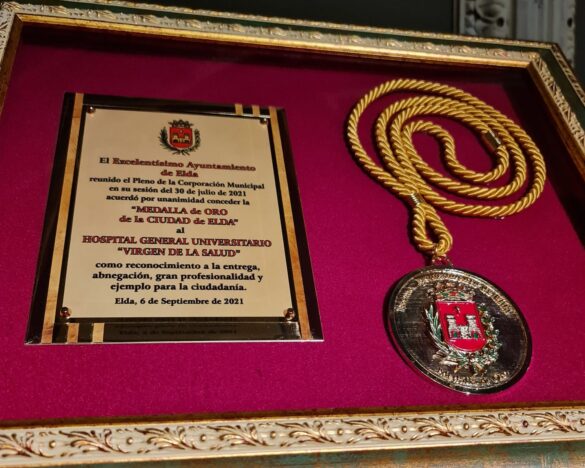 El Excelentísimo Ayuntamiento
de Elda
reunido el Pleno de la Corporación Municipal
en su sesión del 30 de julio de 2021
acordó por unanimidad conceder la
"MEDALLA de ORO
de la CIUDAD de ELDA"
al
HOSPITAL GENERAL UNIVERSITARIO
"VIRGEN DE LA SALUD"
como reconocimiento a la entrega,
abnegación, gran profesionalidad y
ejemplo para la ciudadanía.
Elda, 6 de Septiembre de 2021